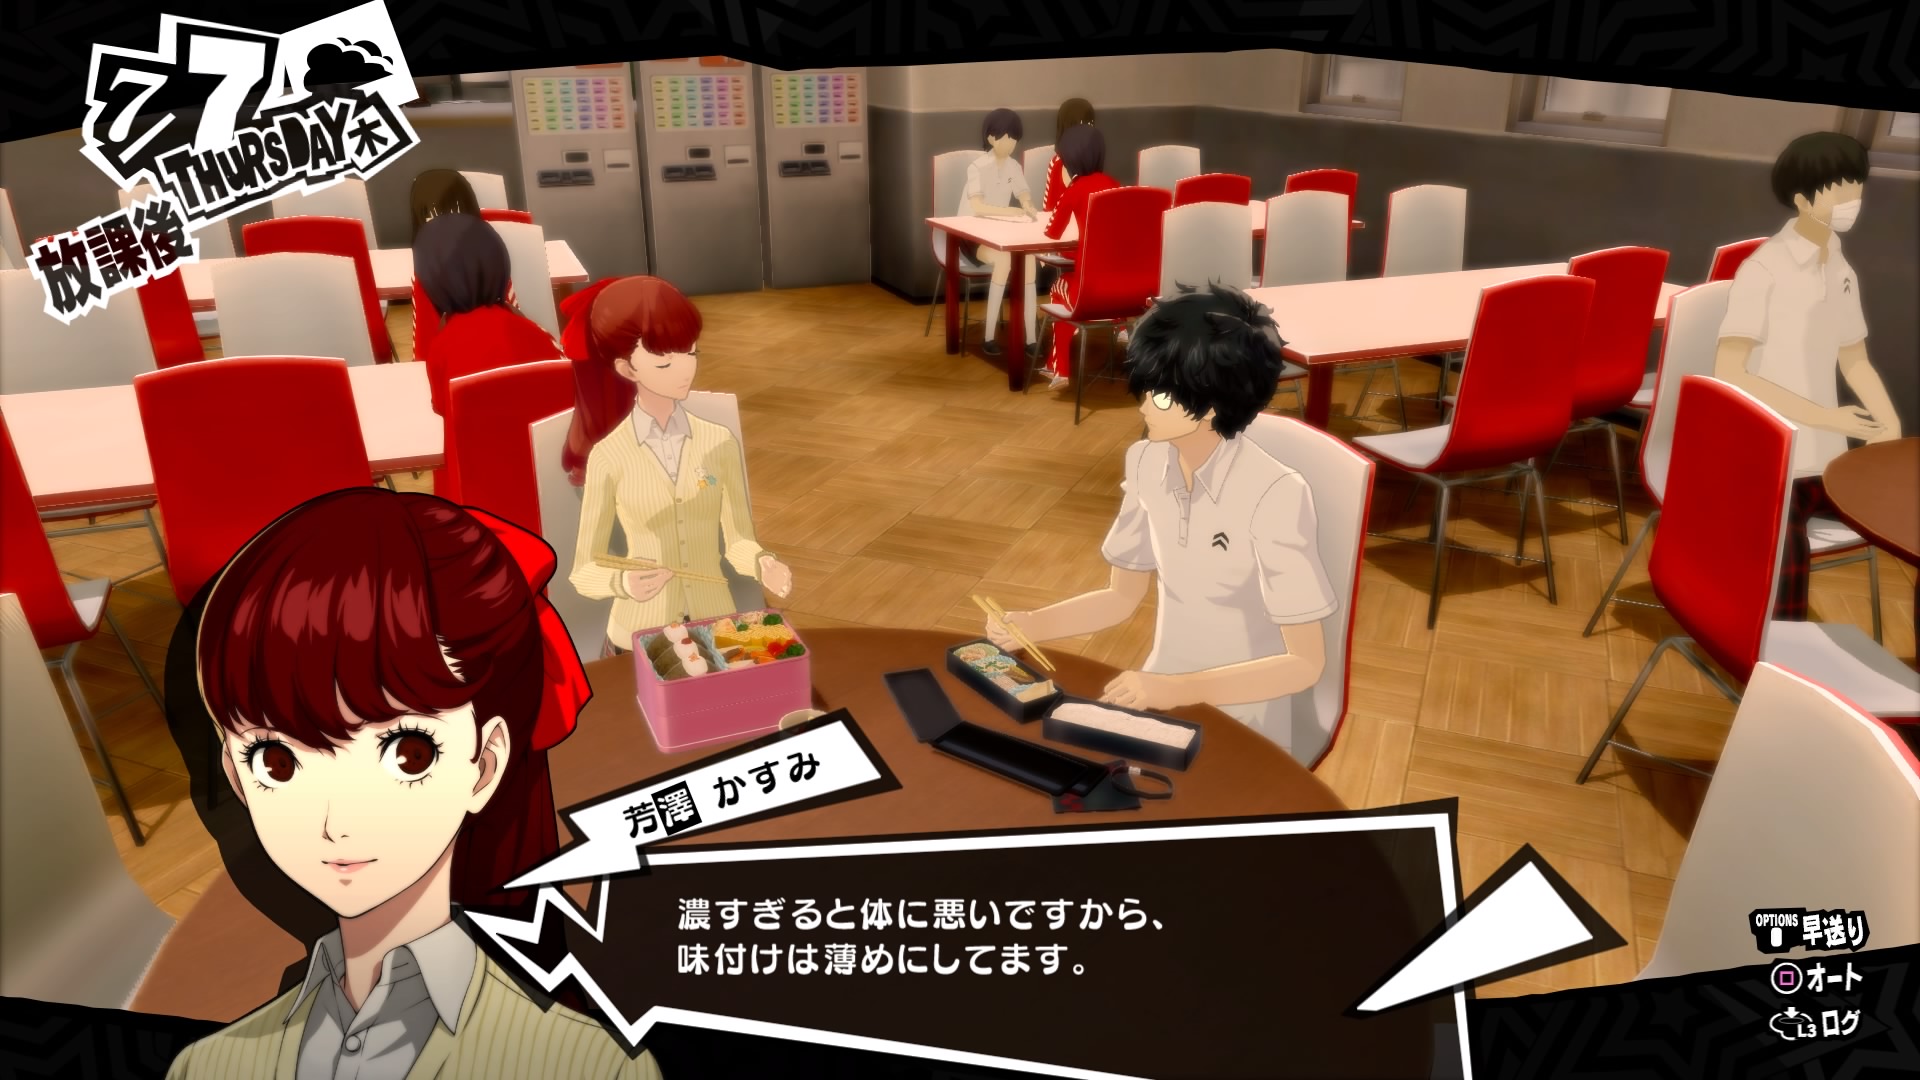 7/7
THURSDAY 木
放課後
芳澤 かすみ
濃すぎると体に悪いですから、
味付けは薄めにしてます。
OPTIONS 早送り
オート
L3 ログ